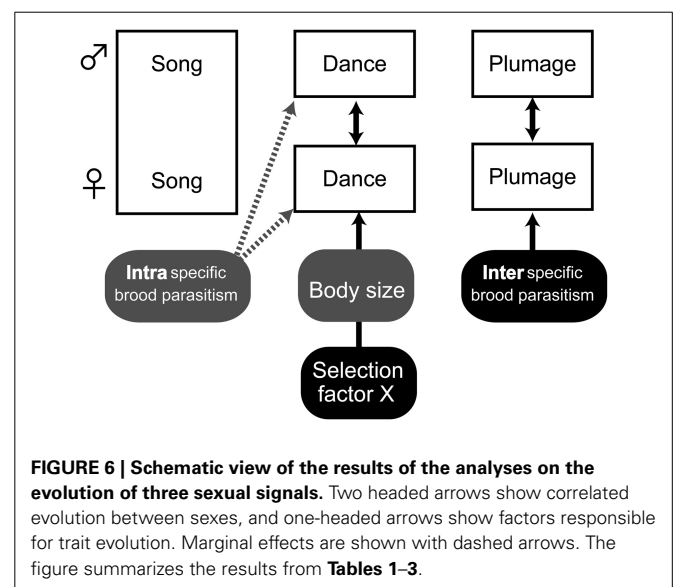 ♂ Song Dance Plumage
♀ Song Dance Plumage
Intra specific
brood parasitism
Body size
Inter specific
brood parasitism
Selection
factor X
FIGURE 6 | Schematic view of the results of the analyses on the
evolution of three sexual signals. Two headed arrows show correlated
evolution between sexes, and one-headed arrows show factors responsible
for trait evolution. Marginal effects are shown with dashed arrows. The
figure summarizes the results from Tables 1–3.